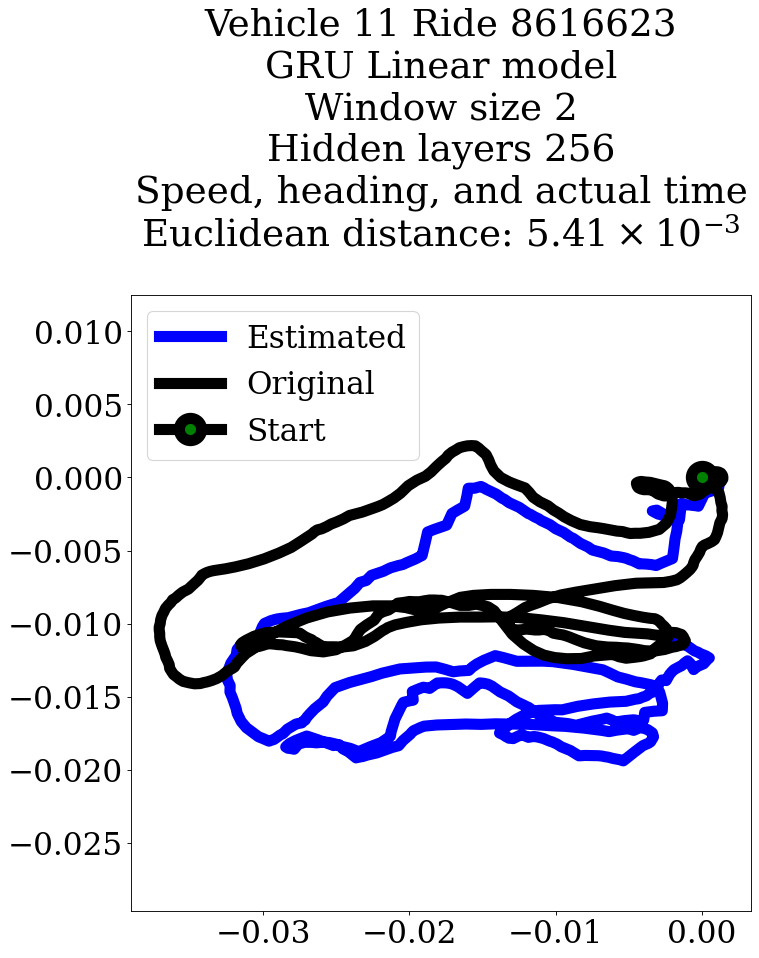 Vehicle 11 Ride 8616623
GRU Linear model
Window size 2
Hidden layers 256
Speed, heading, and actual time
Euclidean distance: 5.41 × 10⁻³
Estimated
Original
Start
0.010
0.005
0.000
−0.005
−0.010
−0.015
−0.020
−0.025
−0.03 −0.02 −0.01 0.00